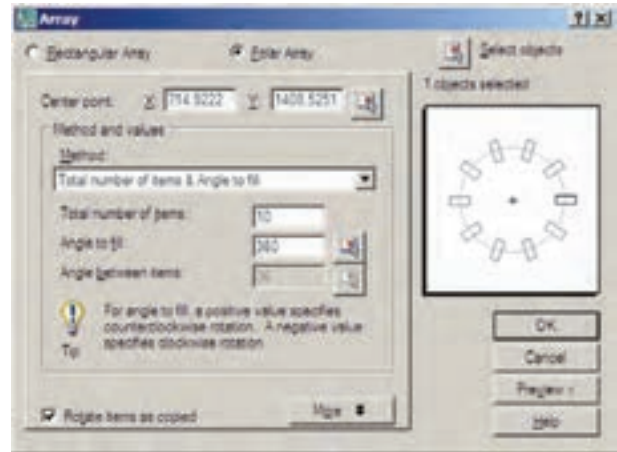 Array
Rectangular Array
Polar Array
Select objects
1 objects selected
Center point: X: 714.9222 Y: 1408.5251
Method and values
Method:
Total number of items & Angle to fill
Total number of items: 10
Angle to fill: 360
Angle between items: 36
For angle to fill, a positive value specifies
counterclockwise rotation. A negative value
specifies clockwise rotation.
Tip
Rotate items as copied
More
OK
Cancel
Preview <
Help